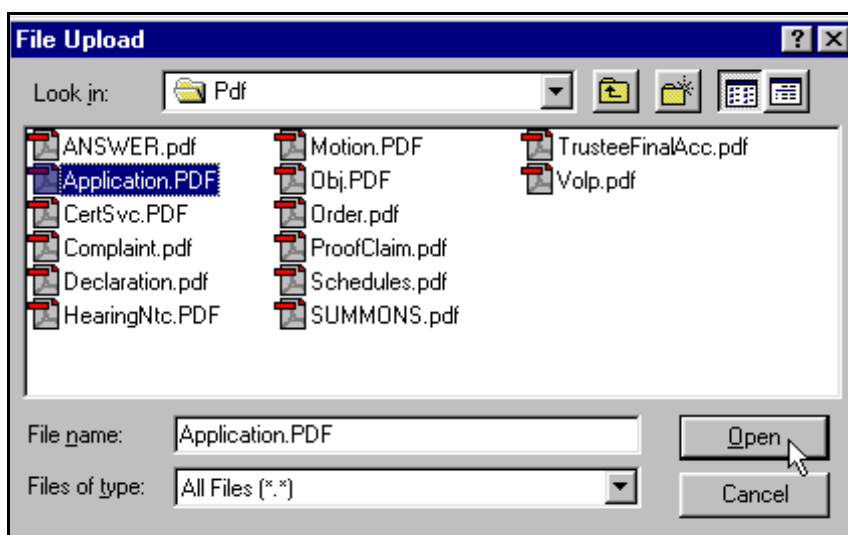 File Upload
Look in: Pdf
ANSWER.pdf Motion.PDF TrusteeFinalAcc.pdf
Application.PDF Obj.PDF Volp.pdf
CertSvc.PDF Order.pdf
Complaint.pdf ProofClaim.pdf
Declaration.pdf Schedules.pdf
HearingNtc.PDF SUMMONS.pdf
File name: Application.PDF Open
Files of type: All Files (*.*) Cancel